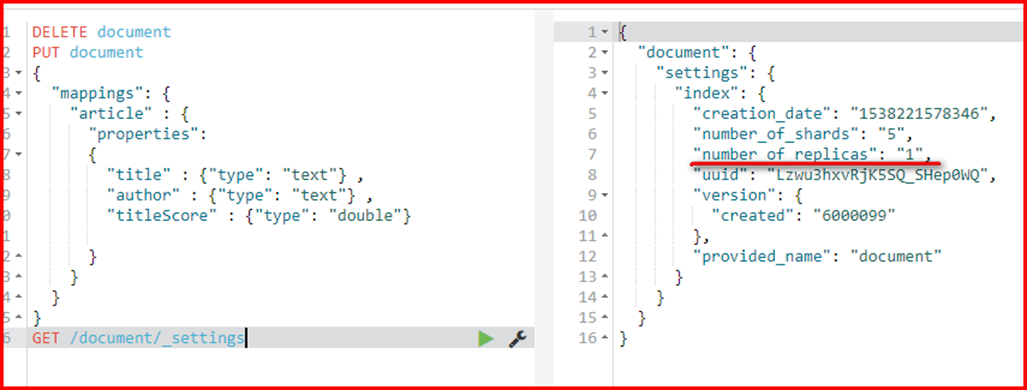 1 DELETE document
2 PUT document
3 {
4 "mappings": {
5 "article" : {
6 "properties":
7 {
8 "title" : {"type": "text"} ,
9 "author" : {"type": "text"} ,
0 "titleScore" : {"type": "double"}
1
2 }
3 }
4 }
5 }
6 GET /document/_settings
1 {
2 "document": {
3 "settings": {
4 "index": {
5 "creation_date": "1538221578346",
6 "number_of_shards": "5",
7 "number_of_replicas": "1",
8 "uuid": "Lzwu3hxvRjK5SQ_SHep0WQ",
9 "version": {
10 "created": "6000099"
11 },
12 "provided_name": "document"
13 }
14 }
15 }
16 }